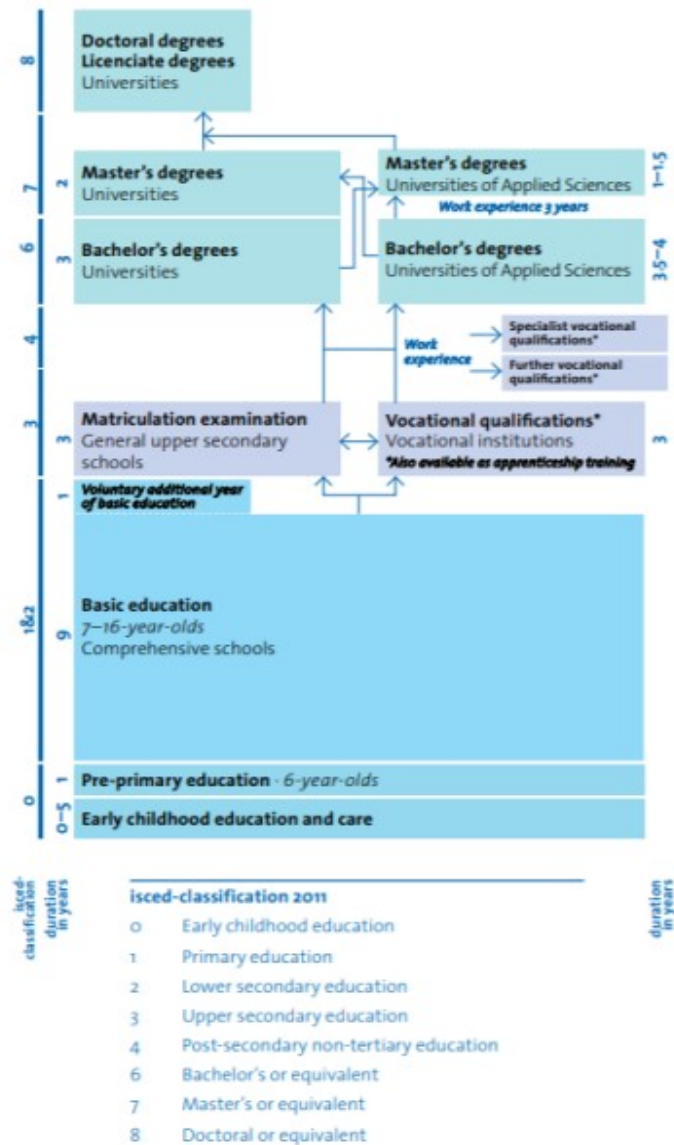 Doctoral degrees
Licenciate degrees
Universities
8
Master's degrees
Universities
7
2
Master's degrees
Universities of Applied Sciences
1–1.5
Work experience 3 years
Bachelor's degrees
Universities
6
3
Bachelor's degrees
Universities of Applied Sciences
3.5–4
4
Work
experience
Specialist vocational
qualifications*
Further vocational
qualifications*
Matriculation examination
General upper secondary
schools
3
3
Vocational qualifications*
Vocational institutions
*Also available as apprenticeship training
3
Voluntary additional year
of basic education
1
Basic education
7–16-year-olds
Comprehensive schools
1&2
9
Pre-primary education · 6-year-olds
1
0
Early childhood education and care
0–5
isced-
classification
duration
in years
duration
in years
isced-classification 2011
0 Early childhood education
1 Primary education
2 Lower secondary education
3 Upper secondary education
4 Post-secondary non-tertiary education
6 Bachelor's or equivalent
7 Master's or equivalent
8 Doctoral or equivalent